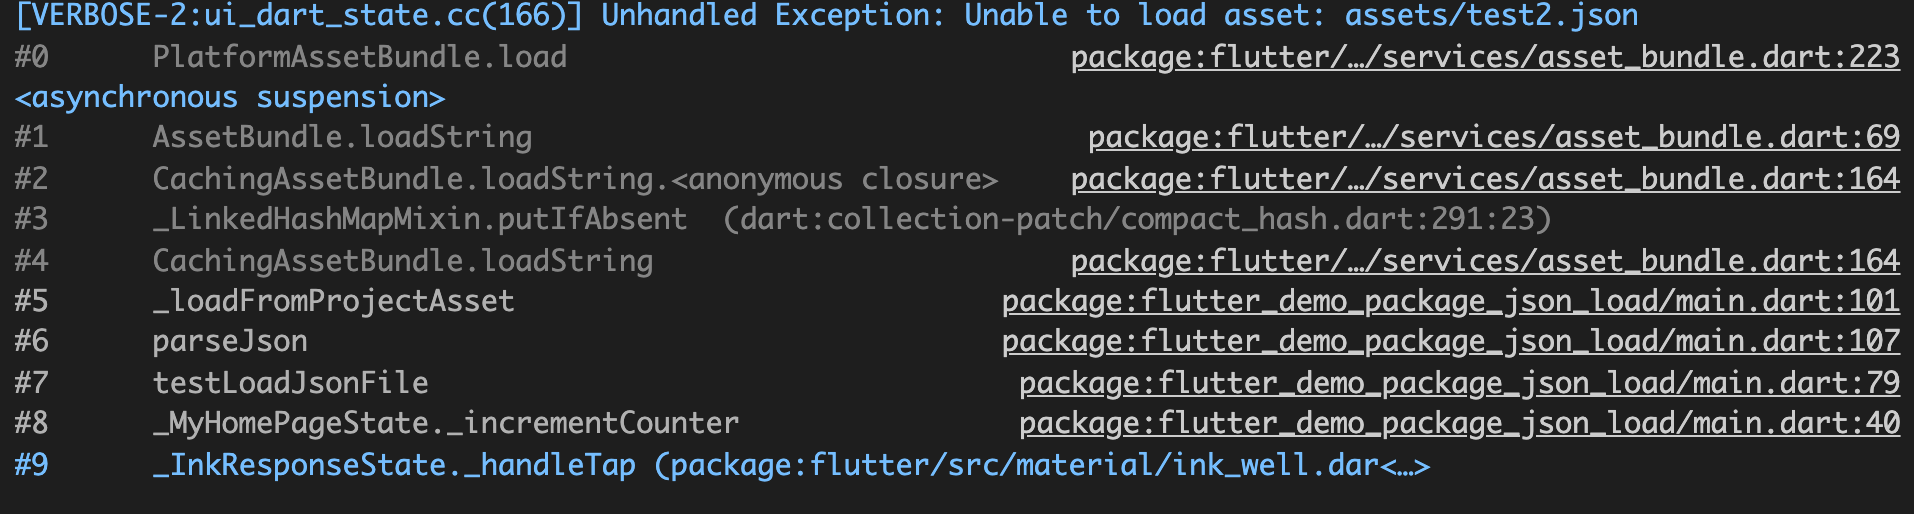 [VERBOSE-2:ui_dart_state.cc(166)] Unhandled Exception: Unable to load asset: assets/test2.json
#0 PlatformAssetBundle.load package:flutter/…/services/asset_bundle.dart:223
<asynchronous suspension>
#1 AssetBundle.loadString package:flutter/…/services/asset_bundle.dart:69
#2 CachingAssetBundle.loadString.<anonymous closure> package:flutter/…/services/asset_bundle.dart:164
#3 _LinkedHashMapMixin.putIfAbsent (dart:collection-patch/compact_hash.dart:291:23)
#4 CachingAssetBundle.loadString package:flutter/…/services/asset_bundle.dart:164
#5 _loadFromProjectAsset package:flutter_demo_package_json_load/main.dart:101
#6 parseJson package:flutter_demo_package_json_load/main.dart:107
#7 testLoadJsonFile package:flutter_demo_package_json_load/main.dart:79
#8 _MyHomePageState._incrementCounter package:flutter_demo_package_json_load/main.dart:40
#9 _InkResponseState._handleTap (package:flutter/src/material/ink_well.dar<…>